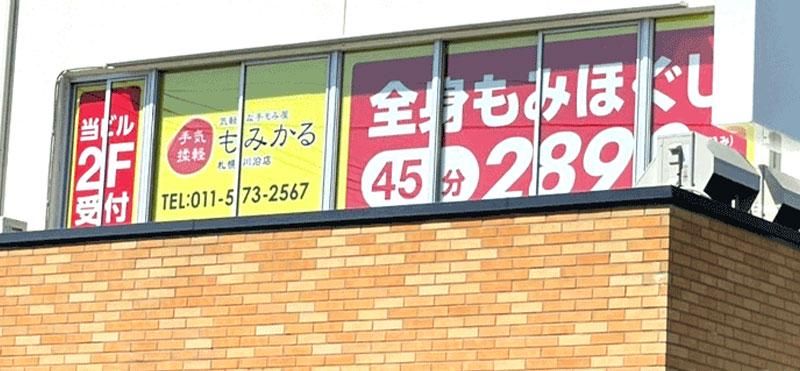 当ビル
2F
受付
手気
揉軽
気軽な手もみ屋
もみかる
札幌川沿店
TEL:011-573-2567
全身もみほぐし
45分 289